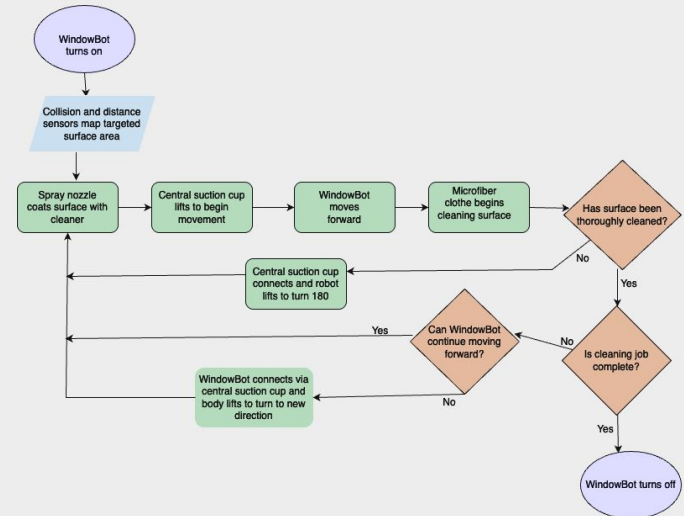 WindowBot
turns on
Collision and distance
sensors map targeted
surface area
Spray nozzle
coats surface with
cleaner
Central suction cup
lifts to begin
movement
WindowBot
moves
forward
Microfiber
clothe begins
cleaning surface
Has surface been
thoroughly cleaned?
No
Yes
Central suction cup
connects and robot
lifts to turn 180
Is cleaning job
complete?
No
Yes
Can WindowBot
continue moving
forward?
Yes
No
WindowBot connects via
central suction cup and
body lifts to turn to new
direction
WindowBot turns off